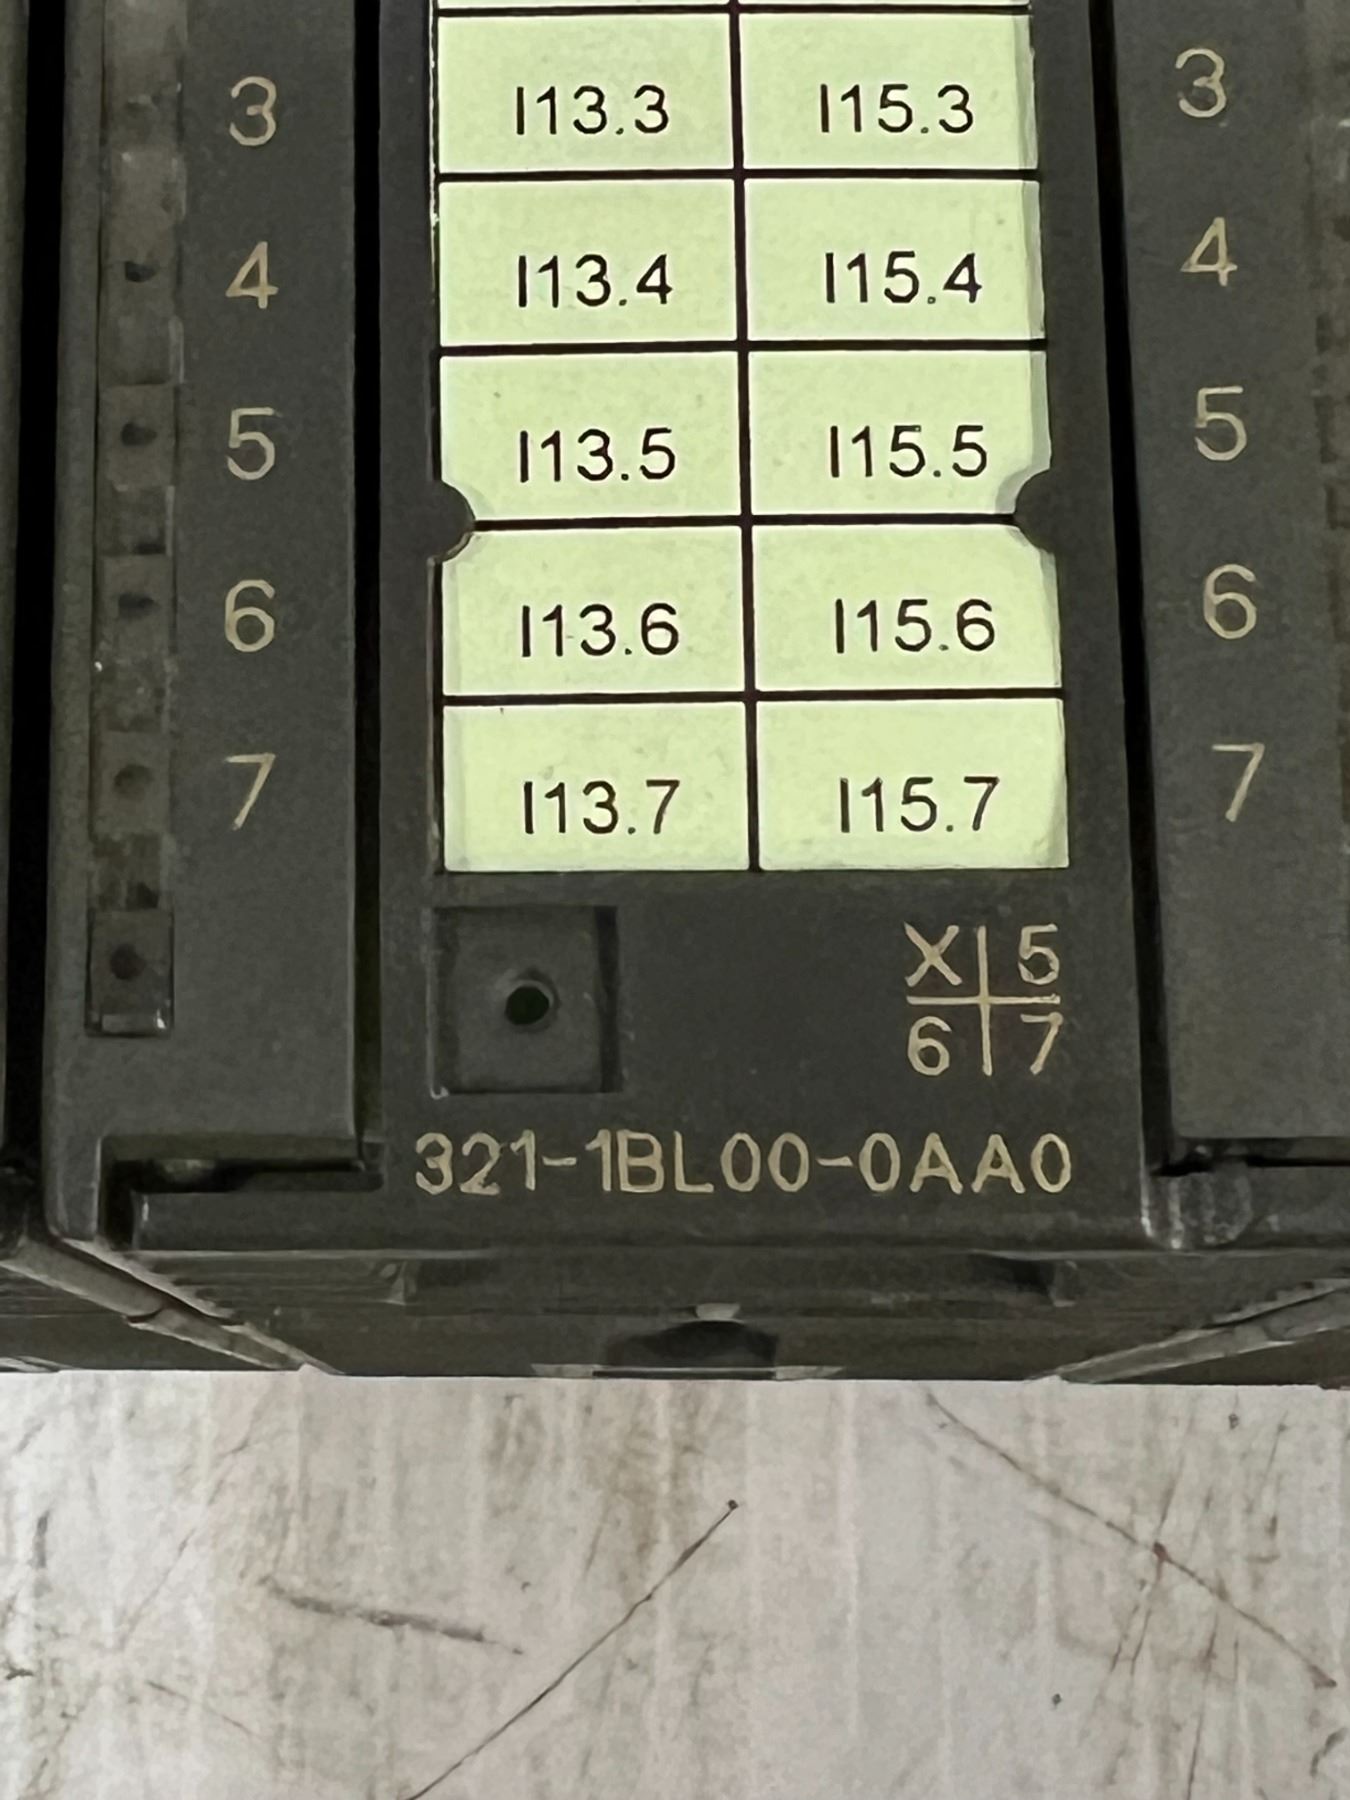 3 I13.3 I15.3 3
4 I13.4 I15.4 4
5 I13.5 I15.5 5
6 I13.6 I15.6 6
7 I13.7 I15.7 7
X 5
6 7
321-1BL00-0AA0